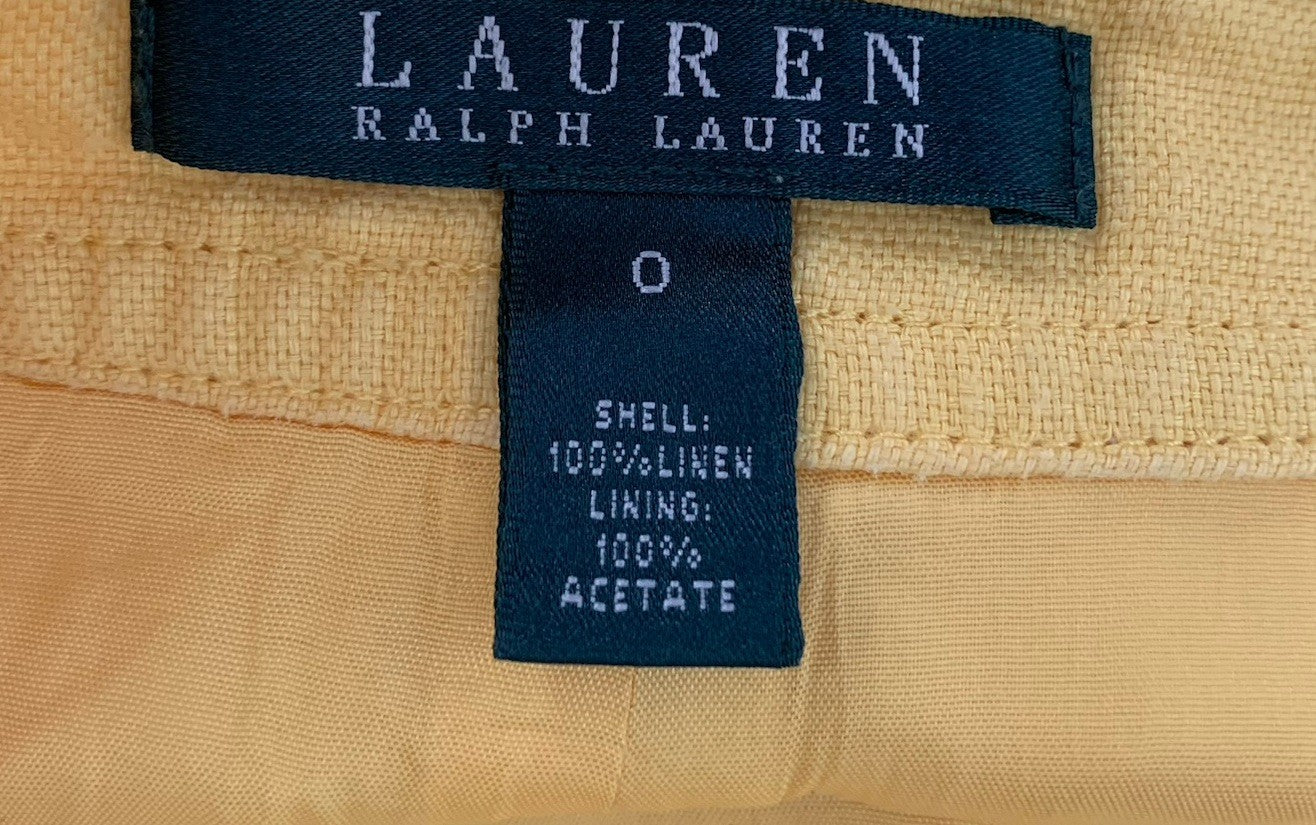 LAUREN
RALPH LAUREN
0
SHELL:
100%LINEN
LINING:
100%
ACETATE